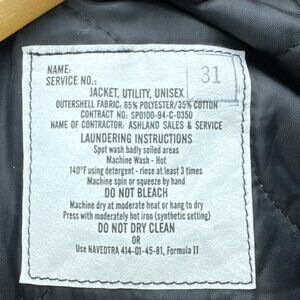 31
NAME:
SERVICE NO.:
JACKET, UTILITY, UNISEX
OUTERSHELL FABRIC: 65% POLYESTER/35% COTTON
CONTRACT NO: SPO100-94-C-0350
NAME OF CONTRACTOR: ASHLAND SALES & SERVICE
LAUNDERING INSTRUCTIONS
Spot wash badly soiled areas
Machine Wash - Hot
140°F using detergent - rinse at least 3 times
Machine spin or squeeze by hand
DO NOT BLEACH
Machine dry at moderate heat or hang to dry
Press with moderately hot iron (synthetic setting)
DO NOT DRY CLEAN
OR
Use NAVEDTRA 414-01-45-81, Formula II